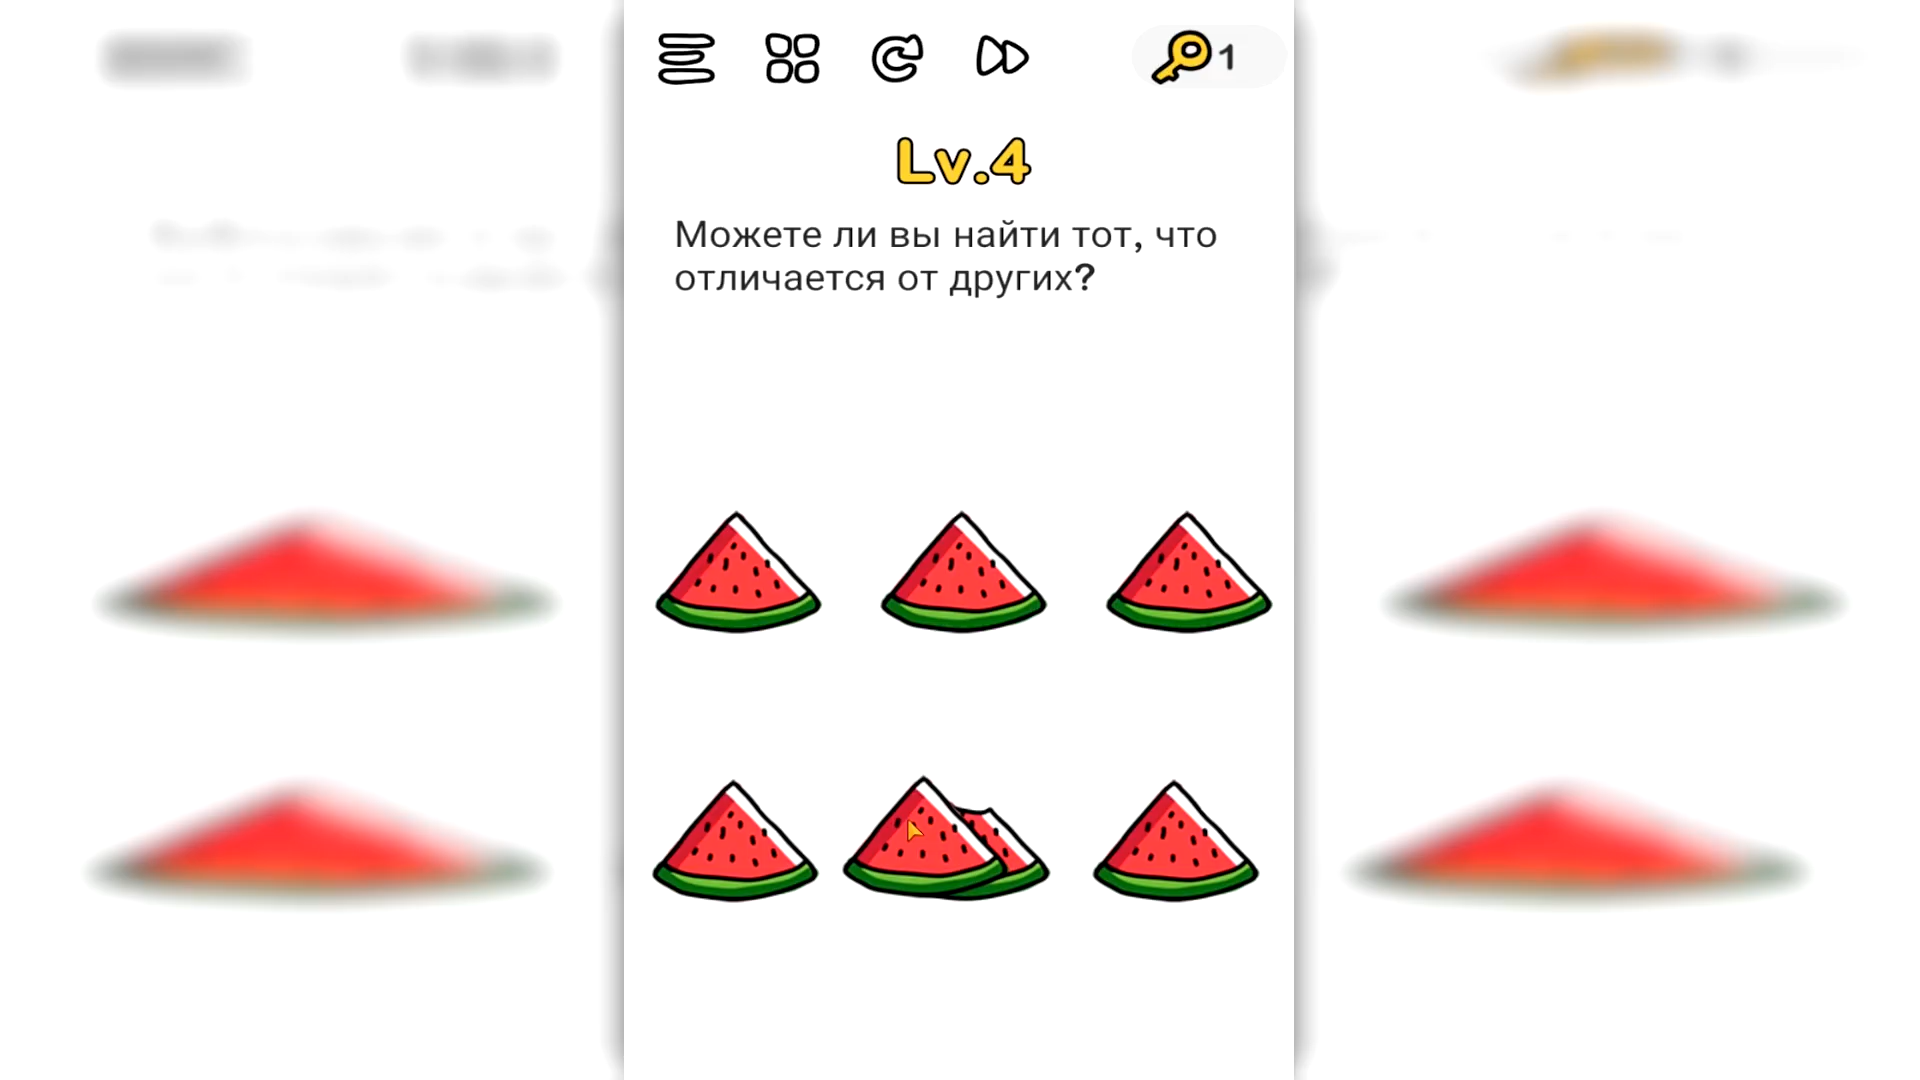 1
Lv.4
Можете ли вы найти тот, что
отличается от других?